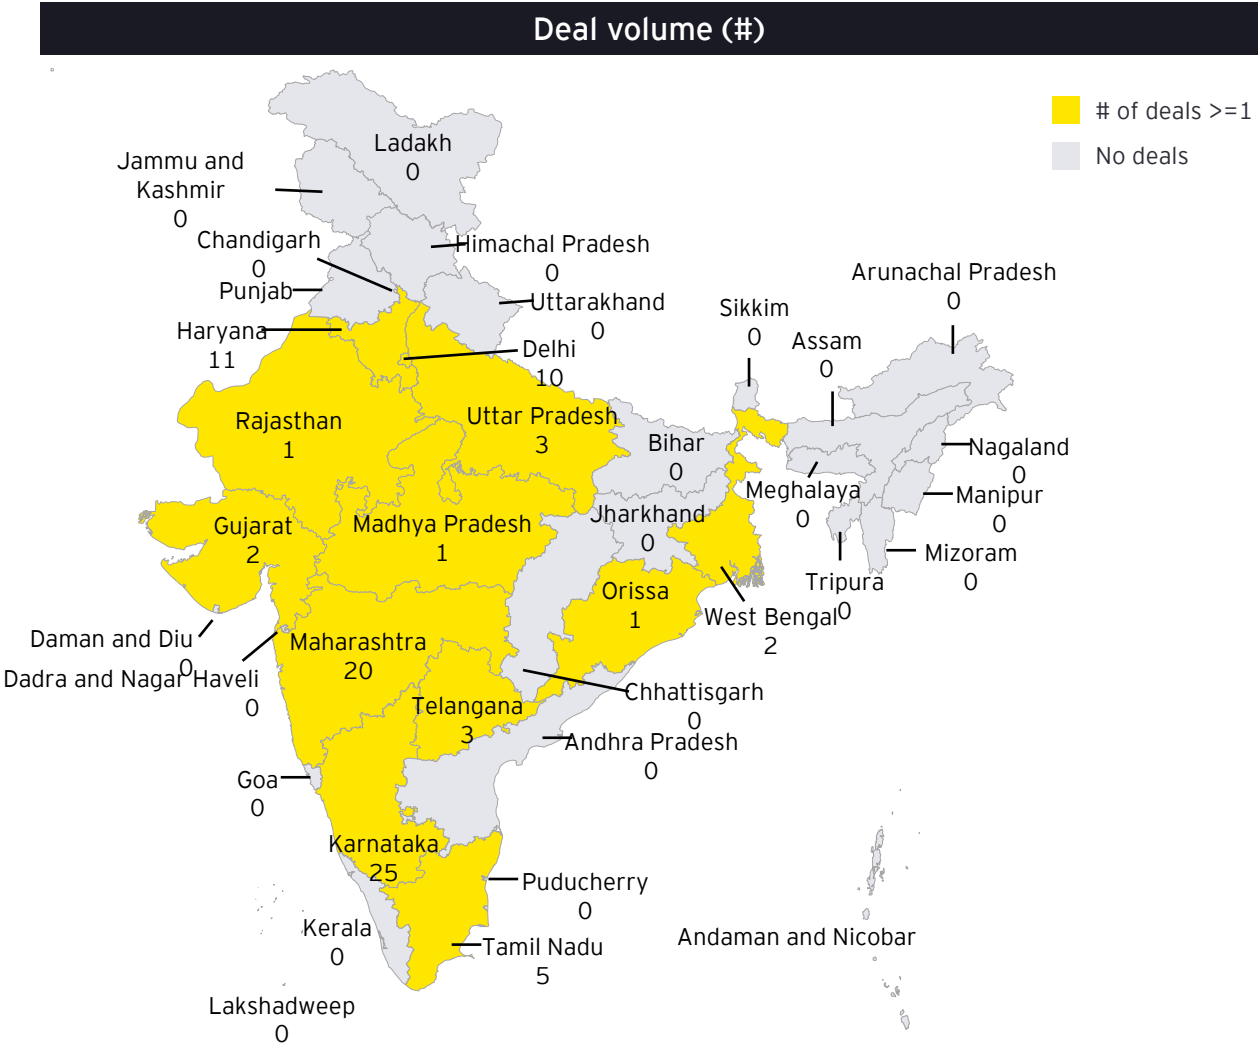 Deal volume (#)
# of deals >=1
No deals
Ladakh
0
Jammu and
Kashmir
0
Chandigarh
0
Himachal Pradesh
0
Punjab
Uttarakhand
0
Haryana
11
Delhi
10
Arunachal Pradesh
0
Sikkim
0
Assam
0
Rajasthan
1
Uttar Pradesh
3
Bihar
0
Nagaland
0
Meghalaya
0
Manipur
0
Gujarat
2
Madhya Pradesh
1
Jharkhand
0
Mizoram
0
Tripura
0
Orissa
1
West Bengal
2
Daman and Diu
0
Maharashtra
20
Dadra and Nagar Haveli
0
Chhattisgarh
0
Telangana
3
Andhra Pradesh
0
Goa
0
Karnataka
25
Puducherry
0
Kerala
0
Tamil Nadu
5
Andaman and Nicobar
Lakshadweep
0